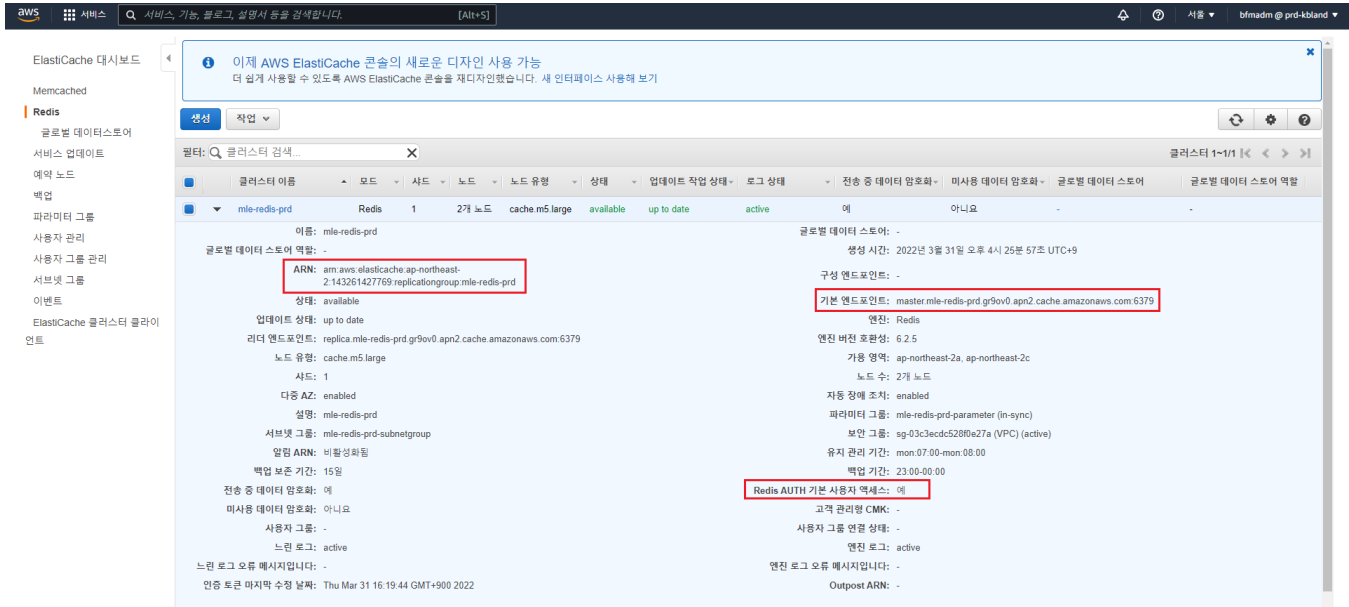 aws 서비스 서비스, 기능, 블로그, 설명서 등을 검색합니다. [Alt+S] 서울 ▼ bfmadm @ prd-kbland ▼
ElastiCache 대시보드
Memcached
Redis
글로벌 데이터스토어
서비스 업데이트
예약 노드
백업
파라미터 그룹
사용자 관리
사용자 그룹 관리
서브넷 그룹
이벤트
ElastiCache 클러스터 클라이
언트
이제 AWS ElastiCache 콘솔의 새로운 디자인 사용 가능
더 쉽게 사용할 수 있도록 AWS ElastiCache 콘솔을 재디자인했습니다. 새 인터페이스 사용해 보기
생성 작업
필터: 클러스터 검색... 클러스터 1~1/1
클러스터 이름 모드 샤드 노드 노드 유형 상태 업데이트 작업 상태 로그 상태 전송 중 데이터 암호화 미사용 데이터 암호화 글로벌 데이터스토어 글로벌 데이터스토어 역할
mle-redis-prd Redis 1 2개 노드 cache.m5.large available up to date active 예 아니요 - -
이름: mle-redis-prd
글로벌 데이터 스토어 역할: -
ARN: arn:aws:elasticache:ap-northeast-
2:143261427769:replicationgroup:mle-redis-prd
상태: available
업데이트 상태: up to date
리더 엔드포인트: replica.mle-redis-prd.gr9ov0.apn2.cache.amazonaws.com:6379
노드 유형: cache.m5.large
샤드: 1
다중 AZ: enabled
설명: mle-redis-prd
서브넷 그룹: mle-redis-prd-subnetgroup
알림 ARN: 비활성화됨
백업 보존 기간: 15일
전송 중 데이터 암호화: 예
미사용 데이터 암호화: 아니요
사용자 그룹: -
느린 로그: active
느린 로그 오류 메시지입니다: -
인증 토큰 마지막 수정 날짜: Thu Mar 31 16:19:44 GMT+900 2022
글로벌 데이터 스토어: -
생성 시간: 2022년 3월 31일 오후 4시 25분 57초 UTC+9
구성 엔드포인트: -
기본 엔드포인트: master.mle-redis-prd.gr9ov0.apn2.cache.amazonaws.com:6379
엔진: Redis
엔진 버전 호환성: 6.2.5
가용 영역: ap-northeast-2a, ap-northeast-2c
노드 수: 2개 노드
자동 장애 조치: enabled
파라미터 그룹: mle-redis-prd-parameter (in-sync)
보안 그룹: sg-03c3ecdc528f0e27a (VPC) (active)
유지 관리 기간: mon:07:00-mon:08:00
백업 기간: 23:00-00:00
Redis AUTH 기본 사용자 액세스: 예
고객 관리형 CMK: -
사용자 그룹 연결 상태: -
엔진 로그: active
엔진 로그 오류 메시지입니다: -
Outpost ARN: -